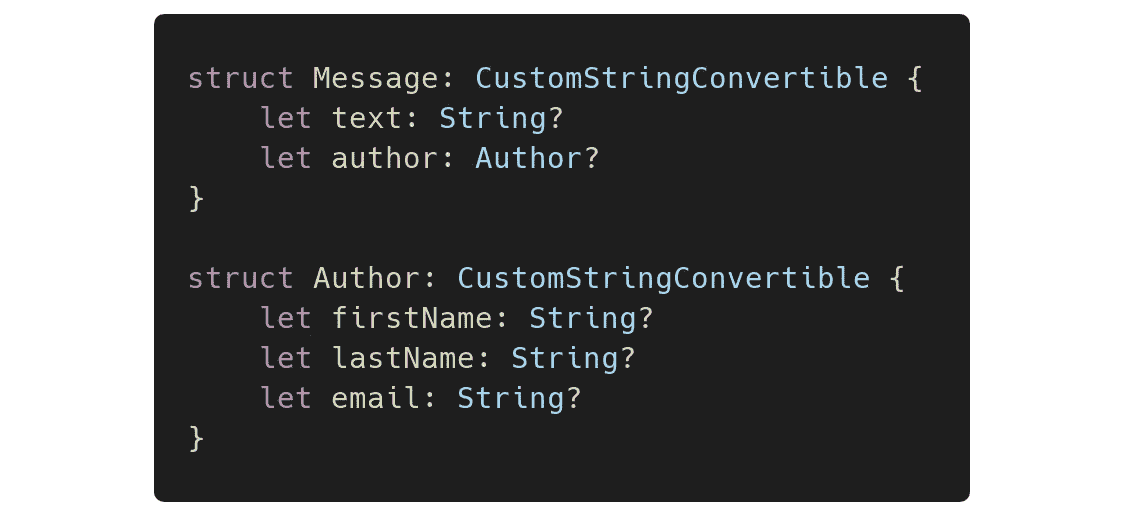 struct Message: CustomStringConvertible {
    let text: String?
    let author: Author?
}

struct Author: CustomStringConvertible {
    let firstName: String?
    let lastName: String?
    let email: String?
}